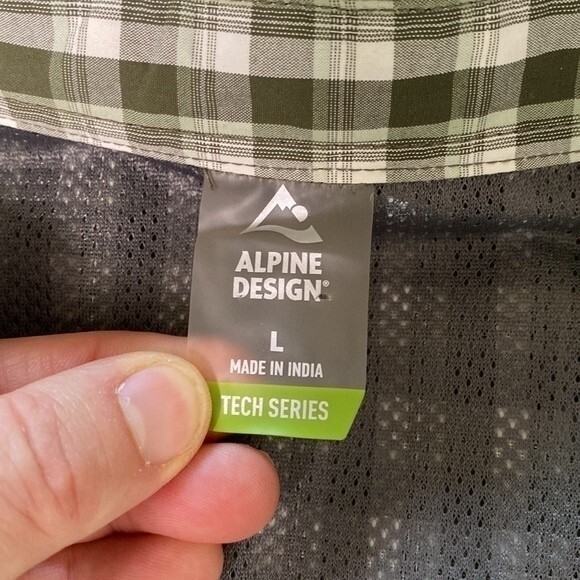 ALPINE
DESIGN®
L
MADE IN INDIA
TECH SERIES